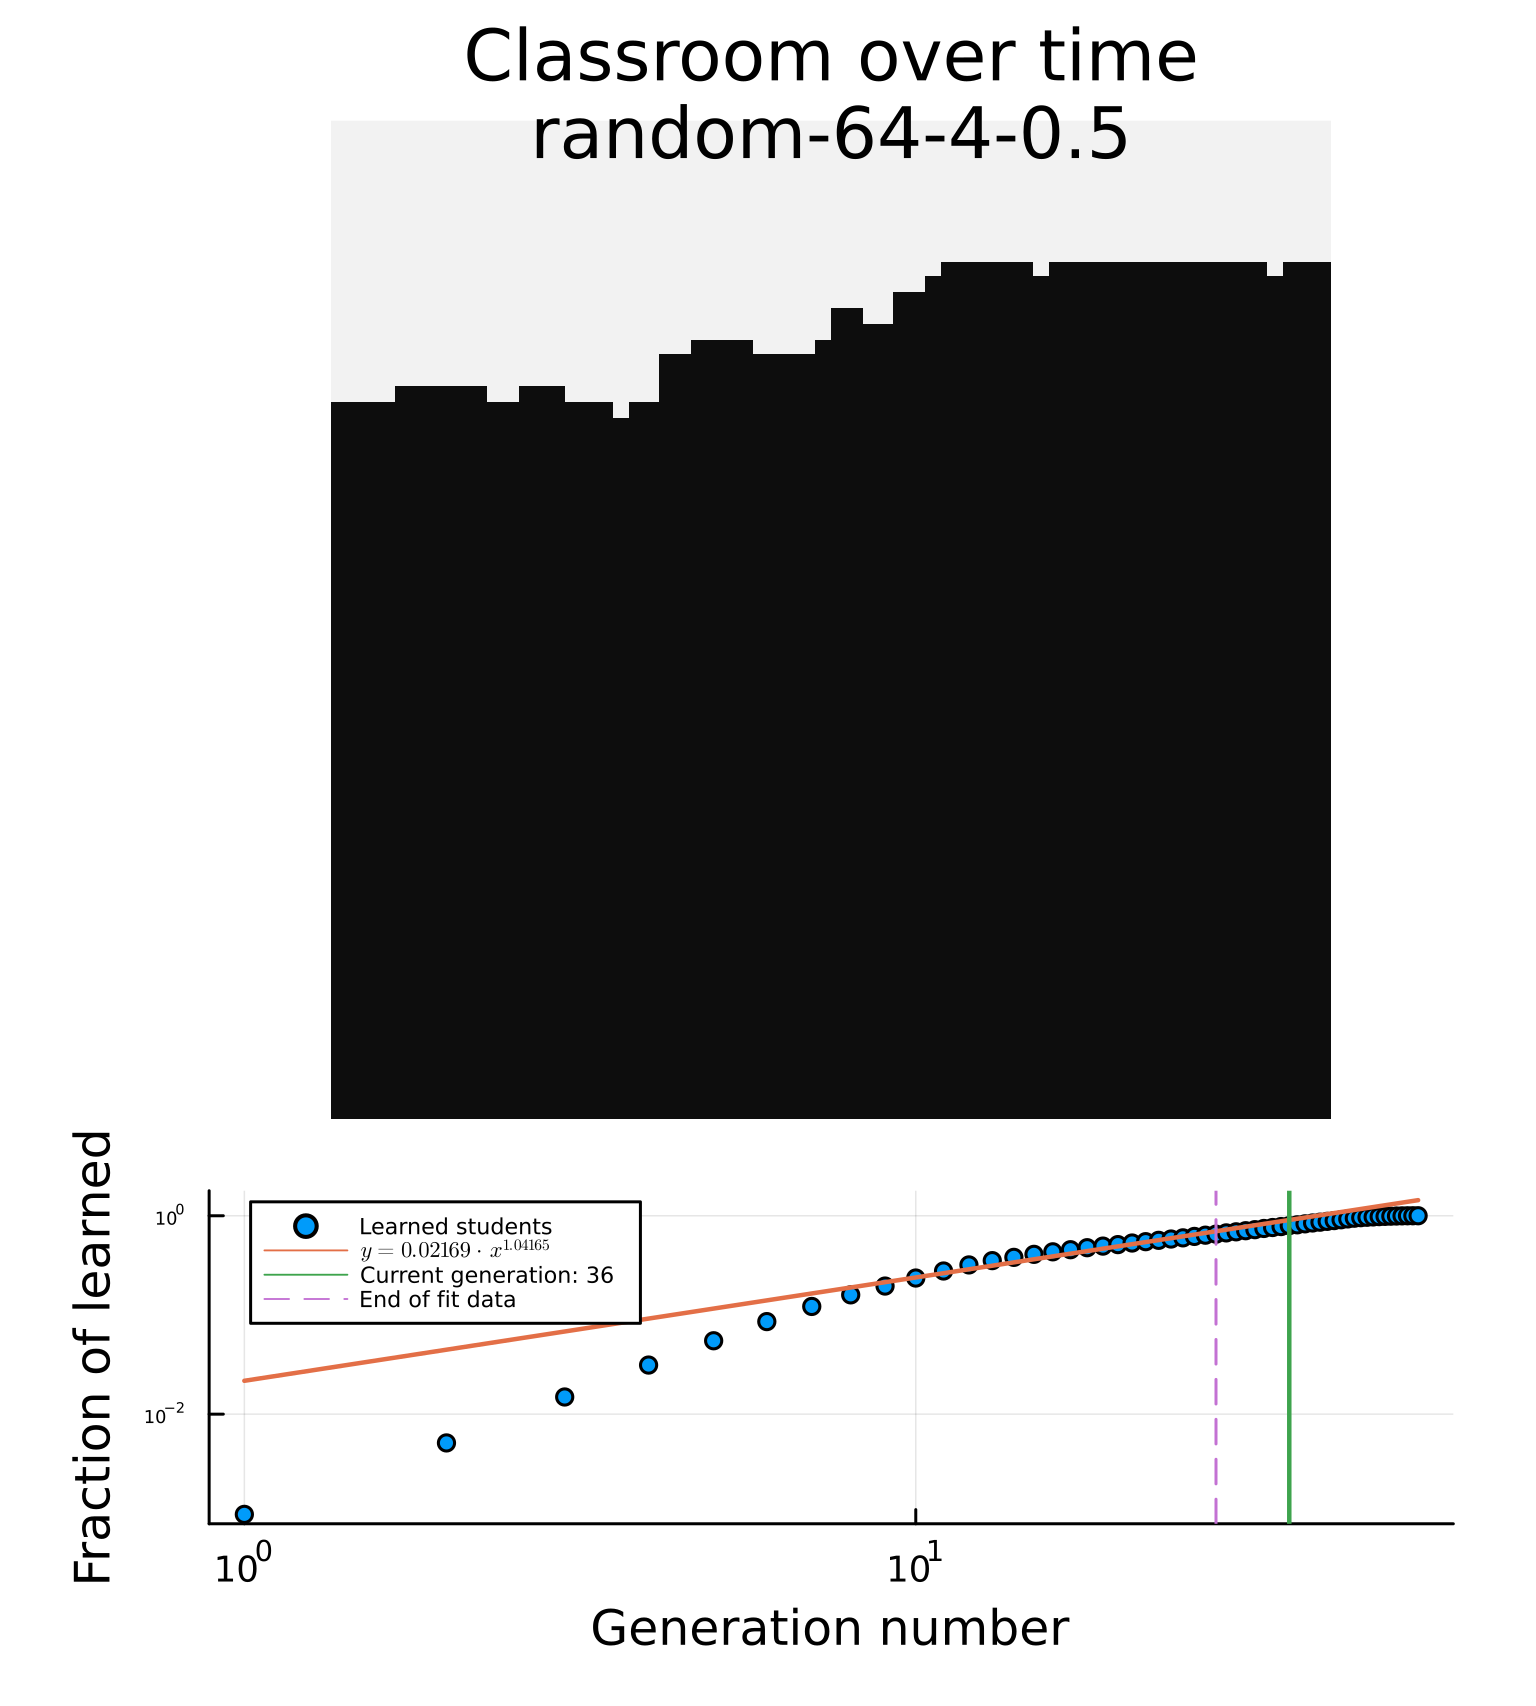 Classroom over time
random-64-4-0.5
Fraction of learned
10⁰
10⁻²
Learned students
y = 0.02169 · x^1.04165
Current generation: 36
End of fit data
10⁰
10¹
Generation number